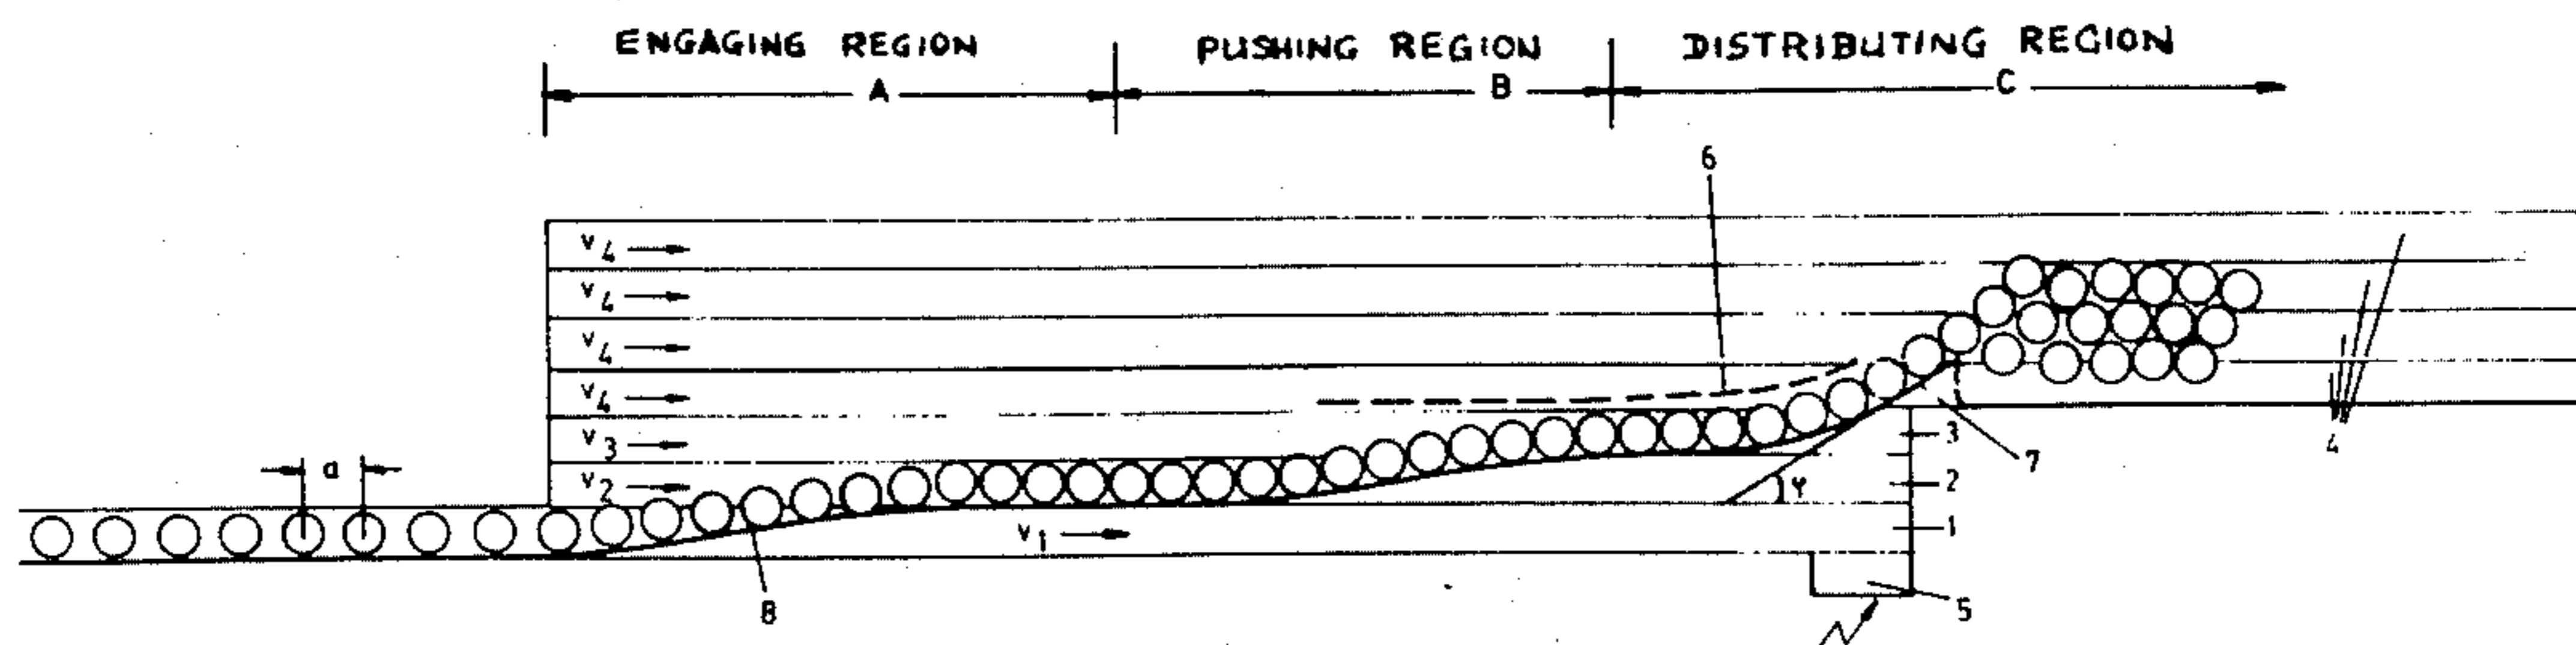 ENGAGING REGION PUSHING REGION DISTRIBUTING REGION
A B C
6
v4
v4
v4
v4
v3
v2
a
v1
φ
3
2
1
7
4
8
5